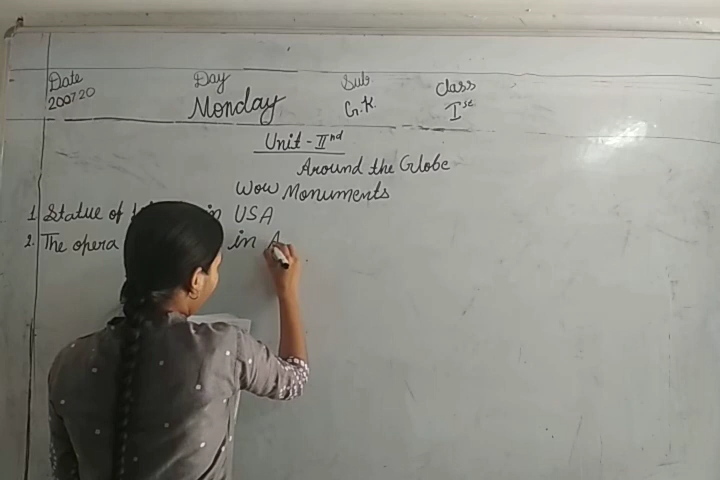 Date Day Sub Class
200720 Monday G.K. Ist
Unit - IInd
Around the Globe
Wow Monuments
1. Statue of in USA
2. The opera in A